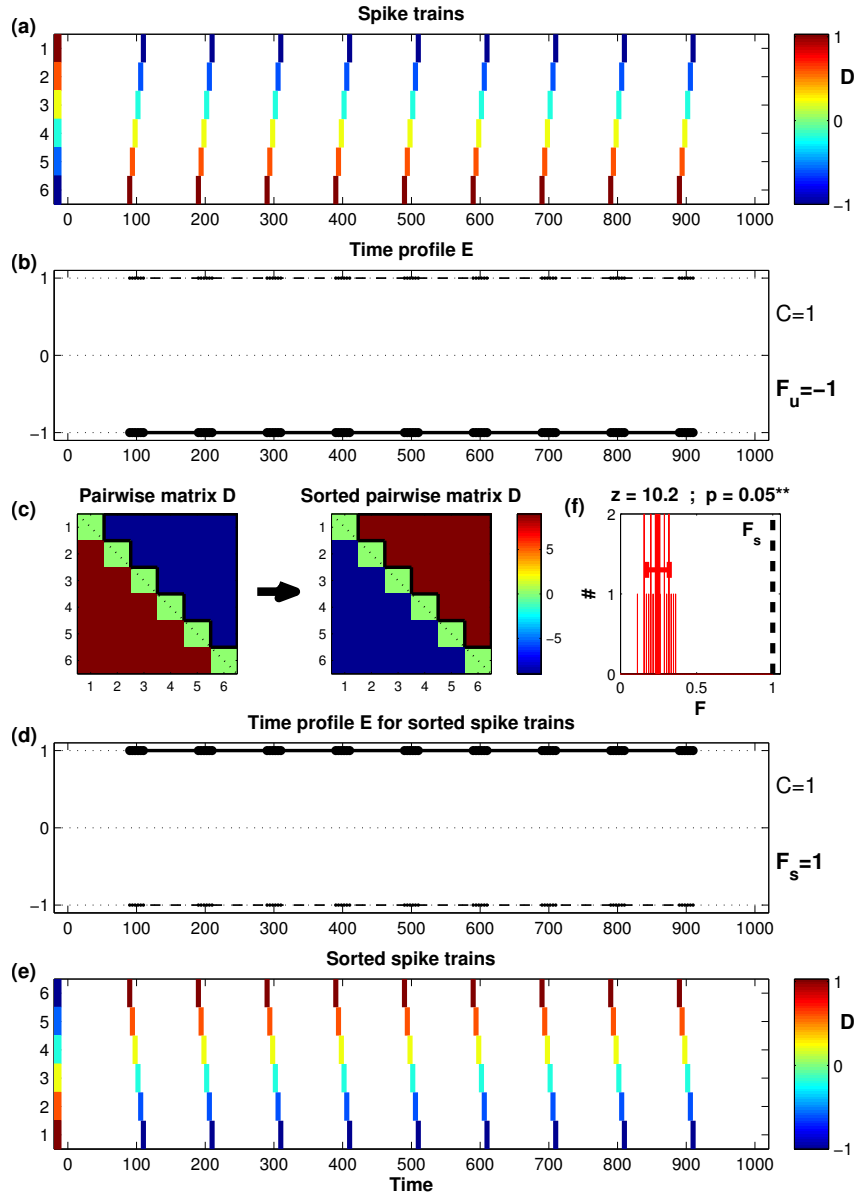 (a)
Spike trains
1
2
3
4
5
6
0 100 200 300 400 500 600 700 800 900 1000
1
0
−1
D
(b)
Time profile E
1
0
−1
0 100 200 300 400 500 600 700 800 900 1000
C=1
F_u=−1
(c)
Pairwise matrix D
1
2
3
4
5
6
1 2 3 4 5 6
Sorted pairwise matrix D
1
2
3
4
5
6
1 2 3 4 5 6
5
0
−5
(f)
z = 10.2 ; p = 0.05**
2
1
0
#
F_s
0 0.5 1
F
(d)
Time profile E for sorted spike trains
1
0
−1
0 100 200 300 400 500 600 700 800 900 1000
C=1
F_s=1
(e)
Sorted spike trains
6
5
4
3
2
1
0 100 200 300 400 500 600 700 800 900 1000
Time
1
0
−1
D